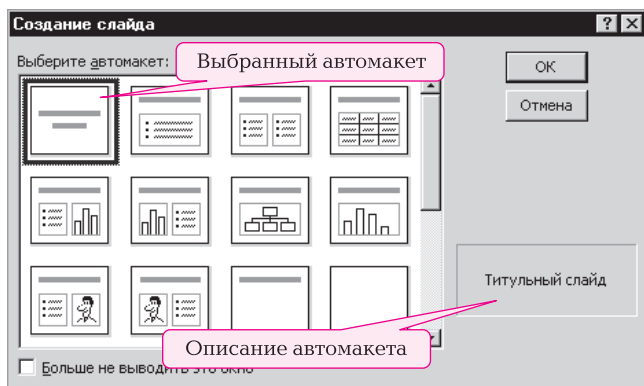 Создание слайда
Выберите автомакет:
Выбранный автомакет
ОК
Отмена
Титульный слайд
Описание автомакета
Больше не выводить это окно